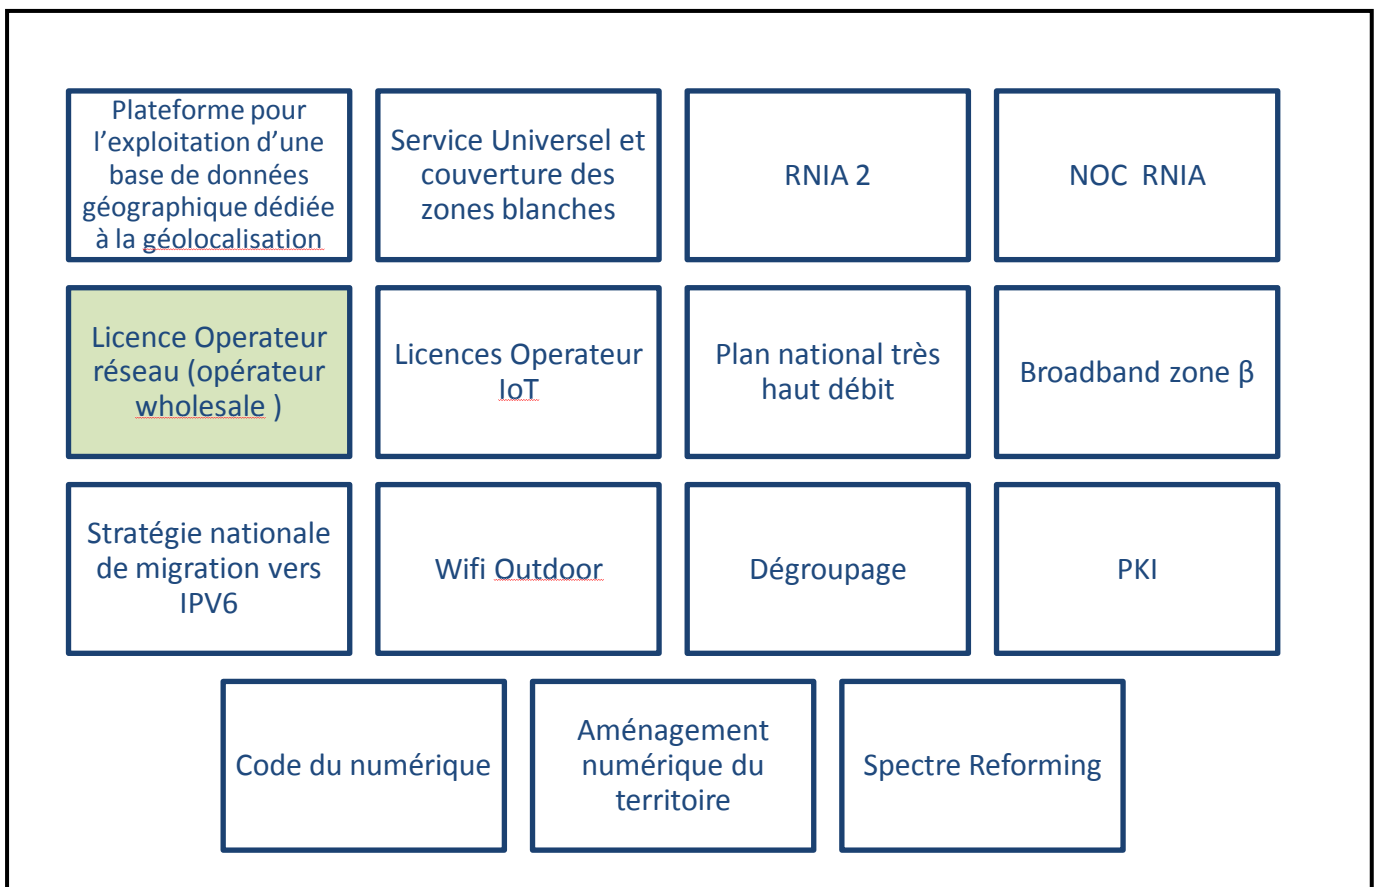 Plateforme pour
l’exploitation d’une
base de données
géographique dédiée
à la géolocalisation
Service Universel et
couverture des
zones blanches
RNIA 2
NOC  RNIA
Licence Operateur
réseau (opérateur
wholesale )
Licences Operateur
IoT
Plan national très
haut débit
Broadband zone β
Stratégie nationale
de migration vers
IPV6
Wifi Outdoor
Dégroupage
PKI
Code du numérique
Aménagement
numérique du
territoire
Spectre Reforming